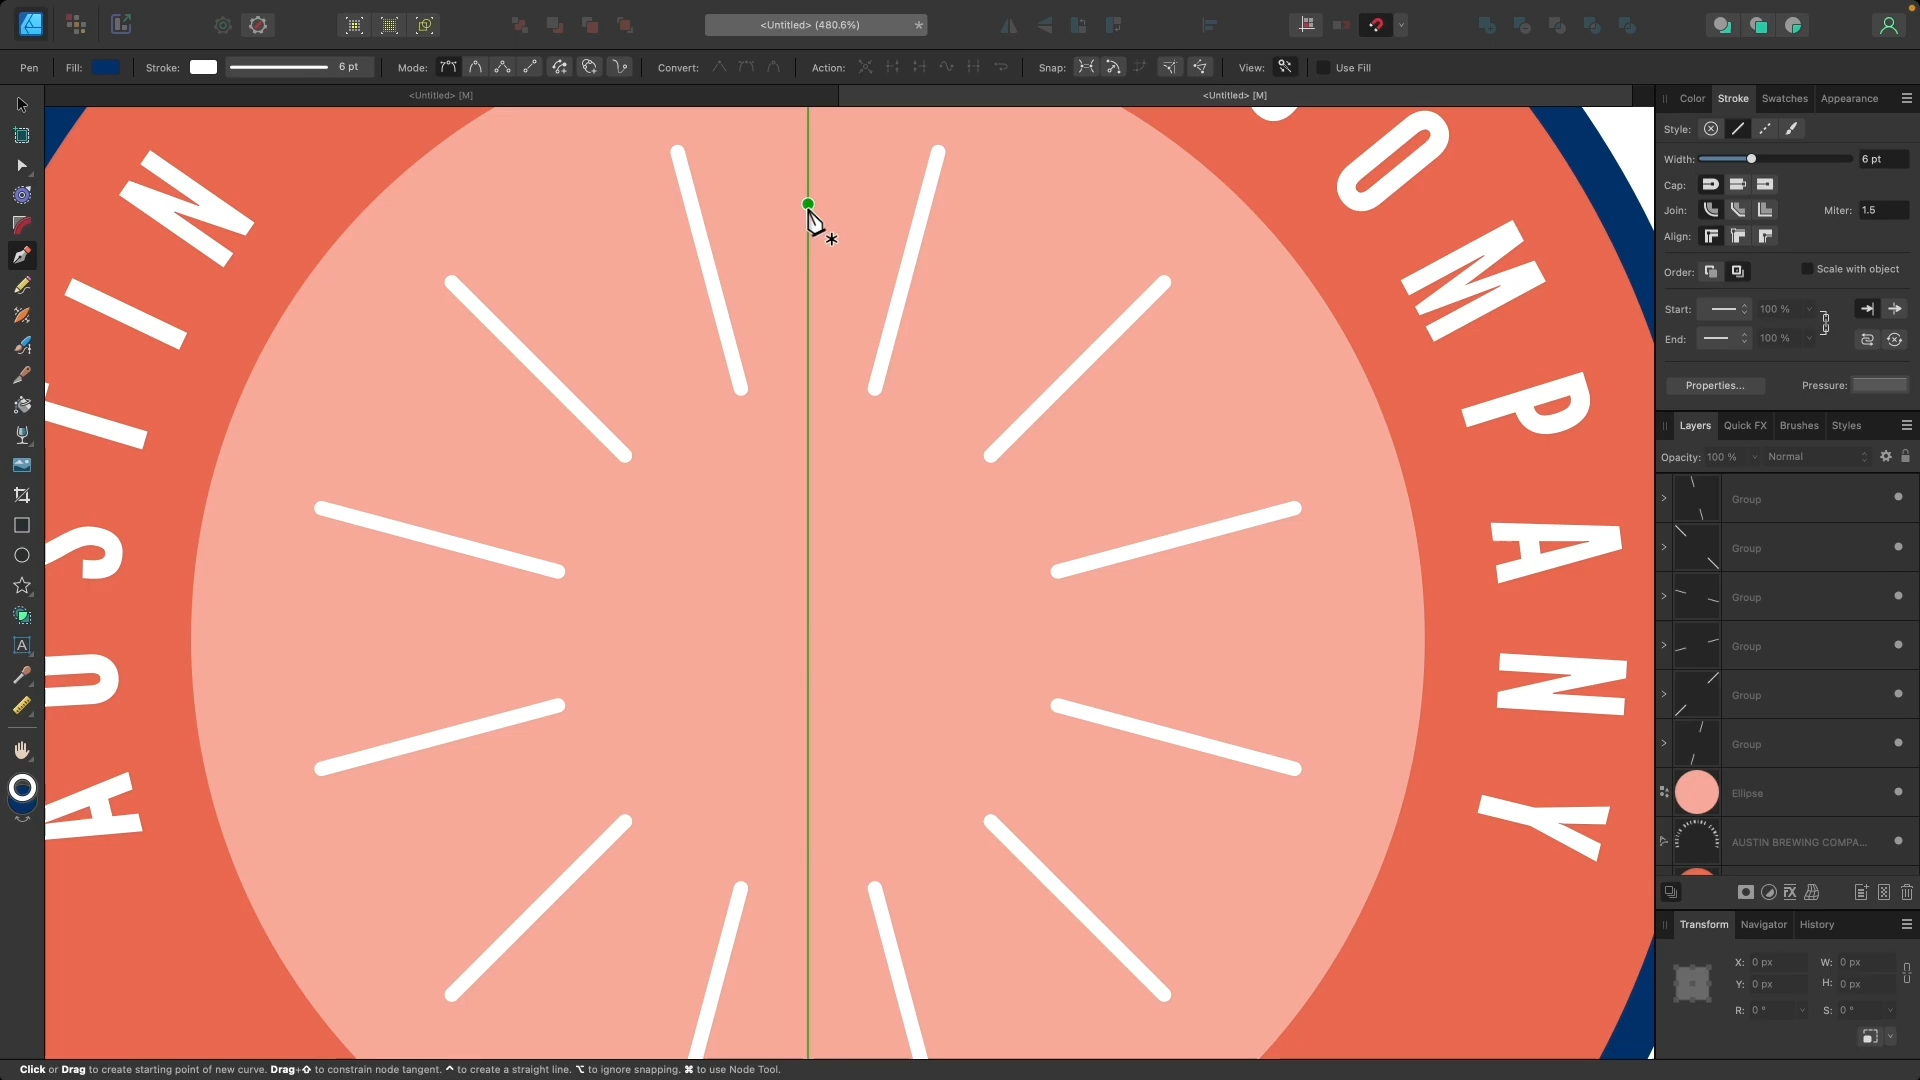 <Untitled> (480.6%)
*
Pen
Fill:
Stroke:
6 pt
Mode:
Convert:
Action:
Snap:
View:
Use Fill
<Untitled> [M]
<Untitled> [M]
Color
Stroke
Swatches
Appearance
Style:
Width:
6 pt
Cap:
Join:
Miter:
1.5
Align:
Order:
Scale with object
Start:
100 %
End:
100 %
Properties...
Pressure:
Layers
Quick FX
Brushes
Styles
Opacity:
100 %
Normal
Group
Group
Group
Group
Group
Group
Ellipse
AUSTIN BREWING COMPA...
Transform
Navigator
History
X:
0 px
W:
0 px
Y:
0 px
H:
0 px
R:
0 °
S:
0 °
AUSTIN
OMPANY
Click or Drag to create starting point of new curve. Drag+⇧ to constrain node tangent. ^ to create a straight line. ⌥ to ignore snapping. ⌘ to use Node Tool.